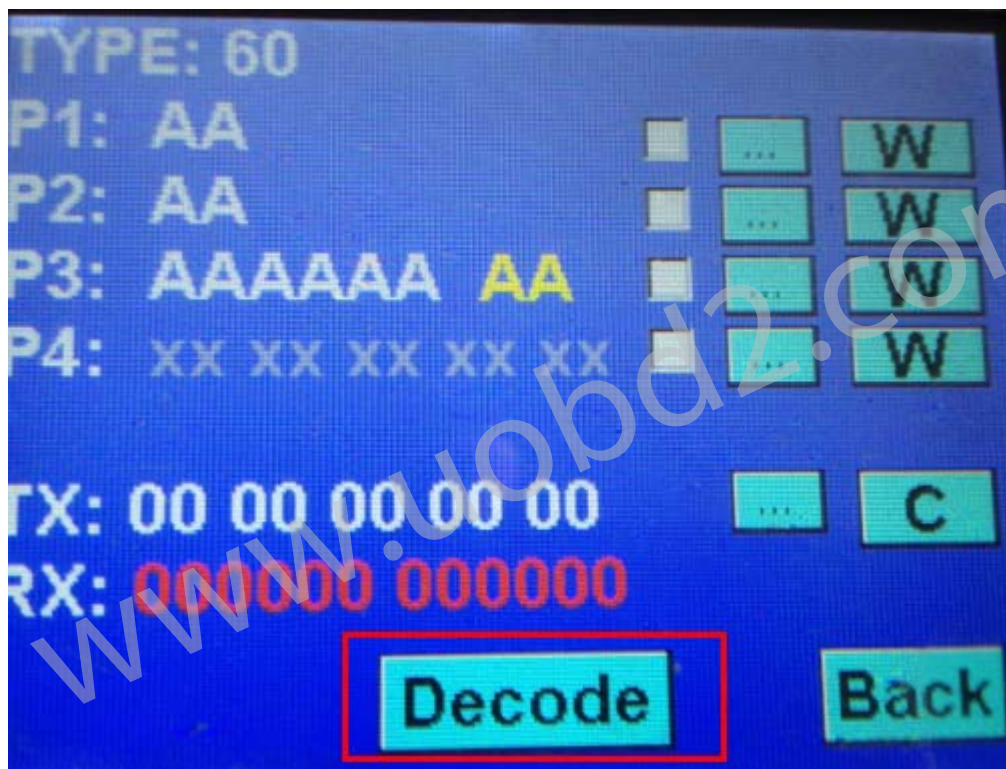 TYPE: 60
P1: AA ... W
P2: AA ... W
P3: AAAAAA AA ... W
P4: XX XX XX XX XX ... W
TX: 00 00 00 00 00 ... C
RX: 000000 000000
Decode Back
www.uobd2.com